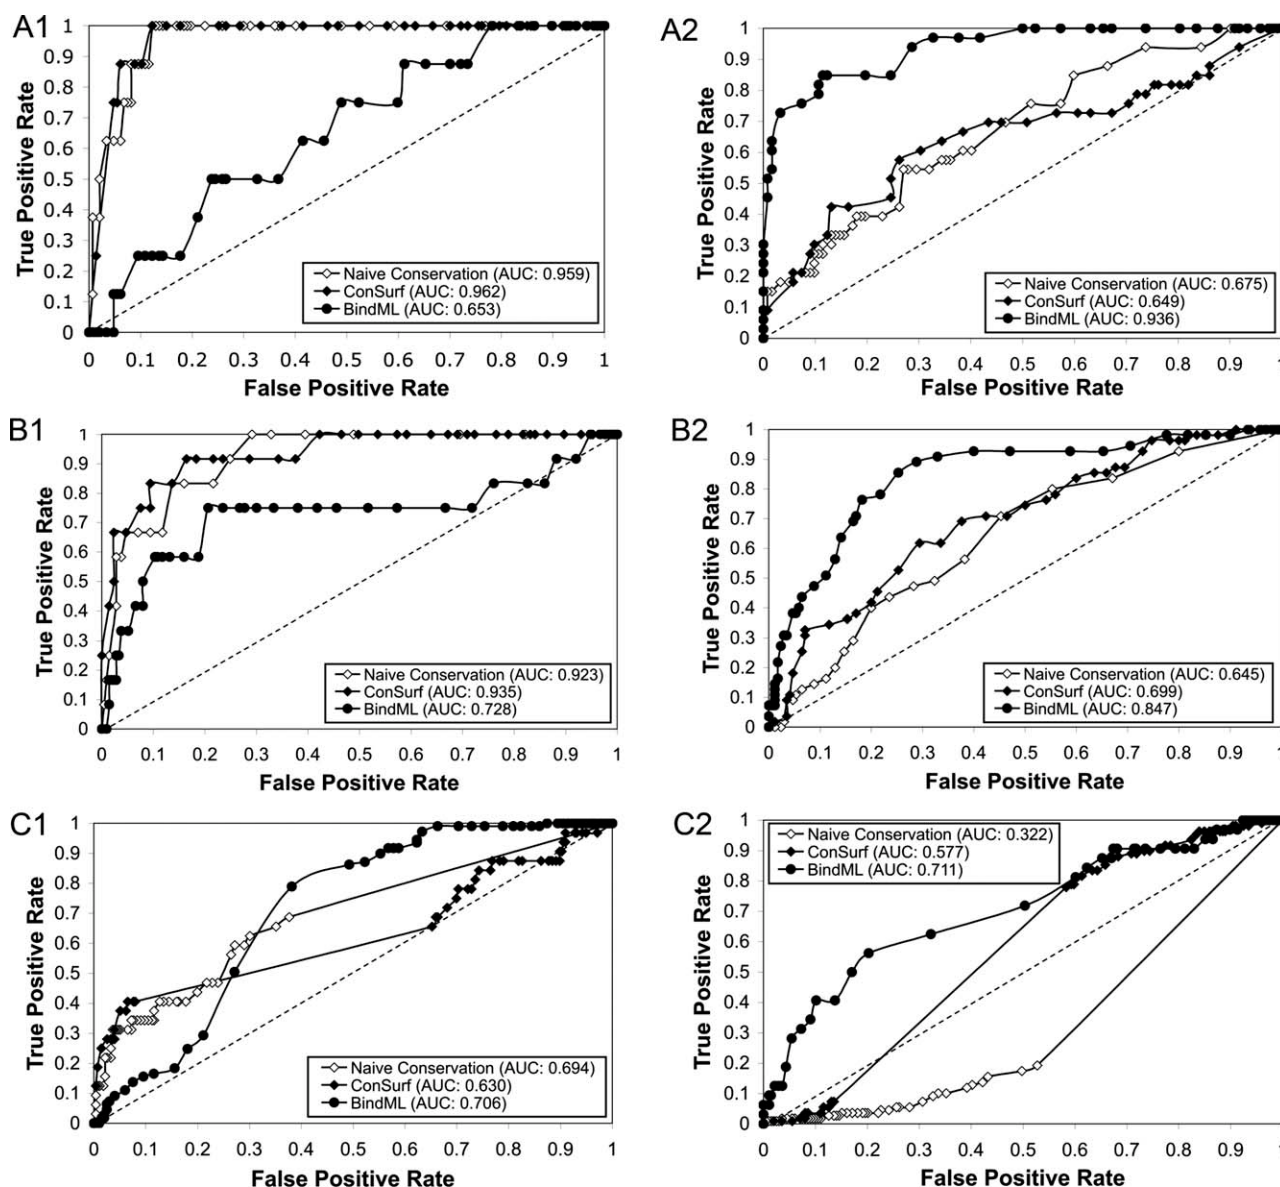 A1
1
0.9
0.8
0.7
0.6
0.5
0.4
0.3
0.2
0.1
0
True Positive Rate
Naive Conservation (AUC: 0.959)
ConSurf (AUC: 0.962)
BindML (AUC: 0.653)
0 0.1 0.2 0.3 0.4 0.5 0.6 0.7 0.8 0.9 1
False Positive Rate
A2
1
0.9
0.8
0.7
0.6
0.5
0.4
0.3
0.2
0.1
0
True Positive Rate
Naive Conservation (AUC: 0.675)
ConSurf (AUC: 0.649)
BindML (AUC: 0.936)
0 0.1 0.2 0.3 0.4 0.5 0.6 0.7 0.8 0.9 1
False Positive Rate
B1
1
0.9
0.8
0.7
0.6
0.5
0.4
0.3
0.2
0.1
0
True Positive Rate
Naive Conservation (AUC: 0.923)
ConSurf (AUC: 0.935)
BindML (AUC: 0.728)
0 0.1 0.2 0.3 0.4 0.5 0.6 0.7 0.8 0.9 1
False Positive Rate
B2
1
0.9
0.8
0.7
0.6
0.5
0.4
0.3
0.2
0.1
0
True Positive Rate
Naive Conservation (AUC: 0.645)
ConSurf (AUC: 0.699)
BindML (AUC: 0.847)
0 0.1 0.2 0.3 0.4 0.5 0.6 0.7 0.8 0.9 1
False Positive Rate
C1
1
0.9
0.8
0.7
0.6
0.5
0.4
0.3
0.2
0.1
0
True Positive Rate
Naive Conservation (AUC: 0.694)
ConSurf (AUC: 0.630)
BindML (AUC: 0.706)
0 0.1 0.2 0.3 0.4 0.5 0.6 0.7 0.8 0.9 1
False Positive Rate
C2
1
0.9
0.8
0.7
0.6
0.5
0.4
0.3
0.2
0.1
0
True Positive Rate
Naive Conservation (AUC: 0.322)
ConSurf (AUC: 0.577)
BindML (AUC: 0.711)
0 0.1 0.2 0.3 0.4 0.5 0.6 0.7 0.8 0.9 1
False Positive Rate